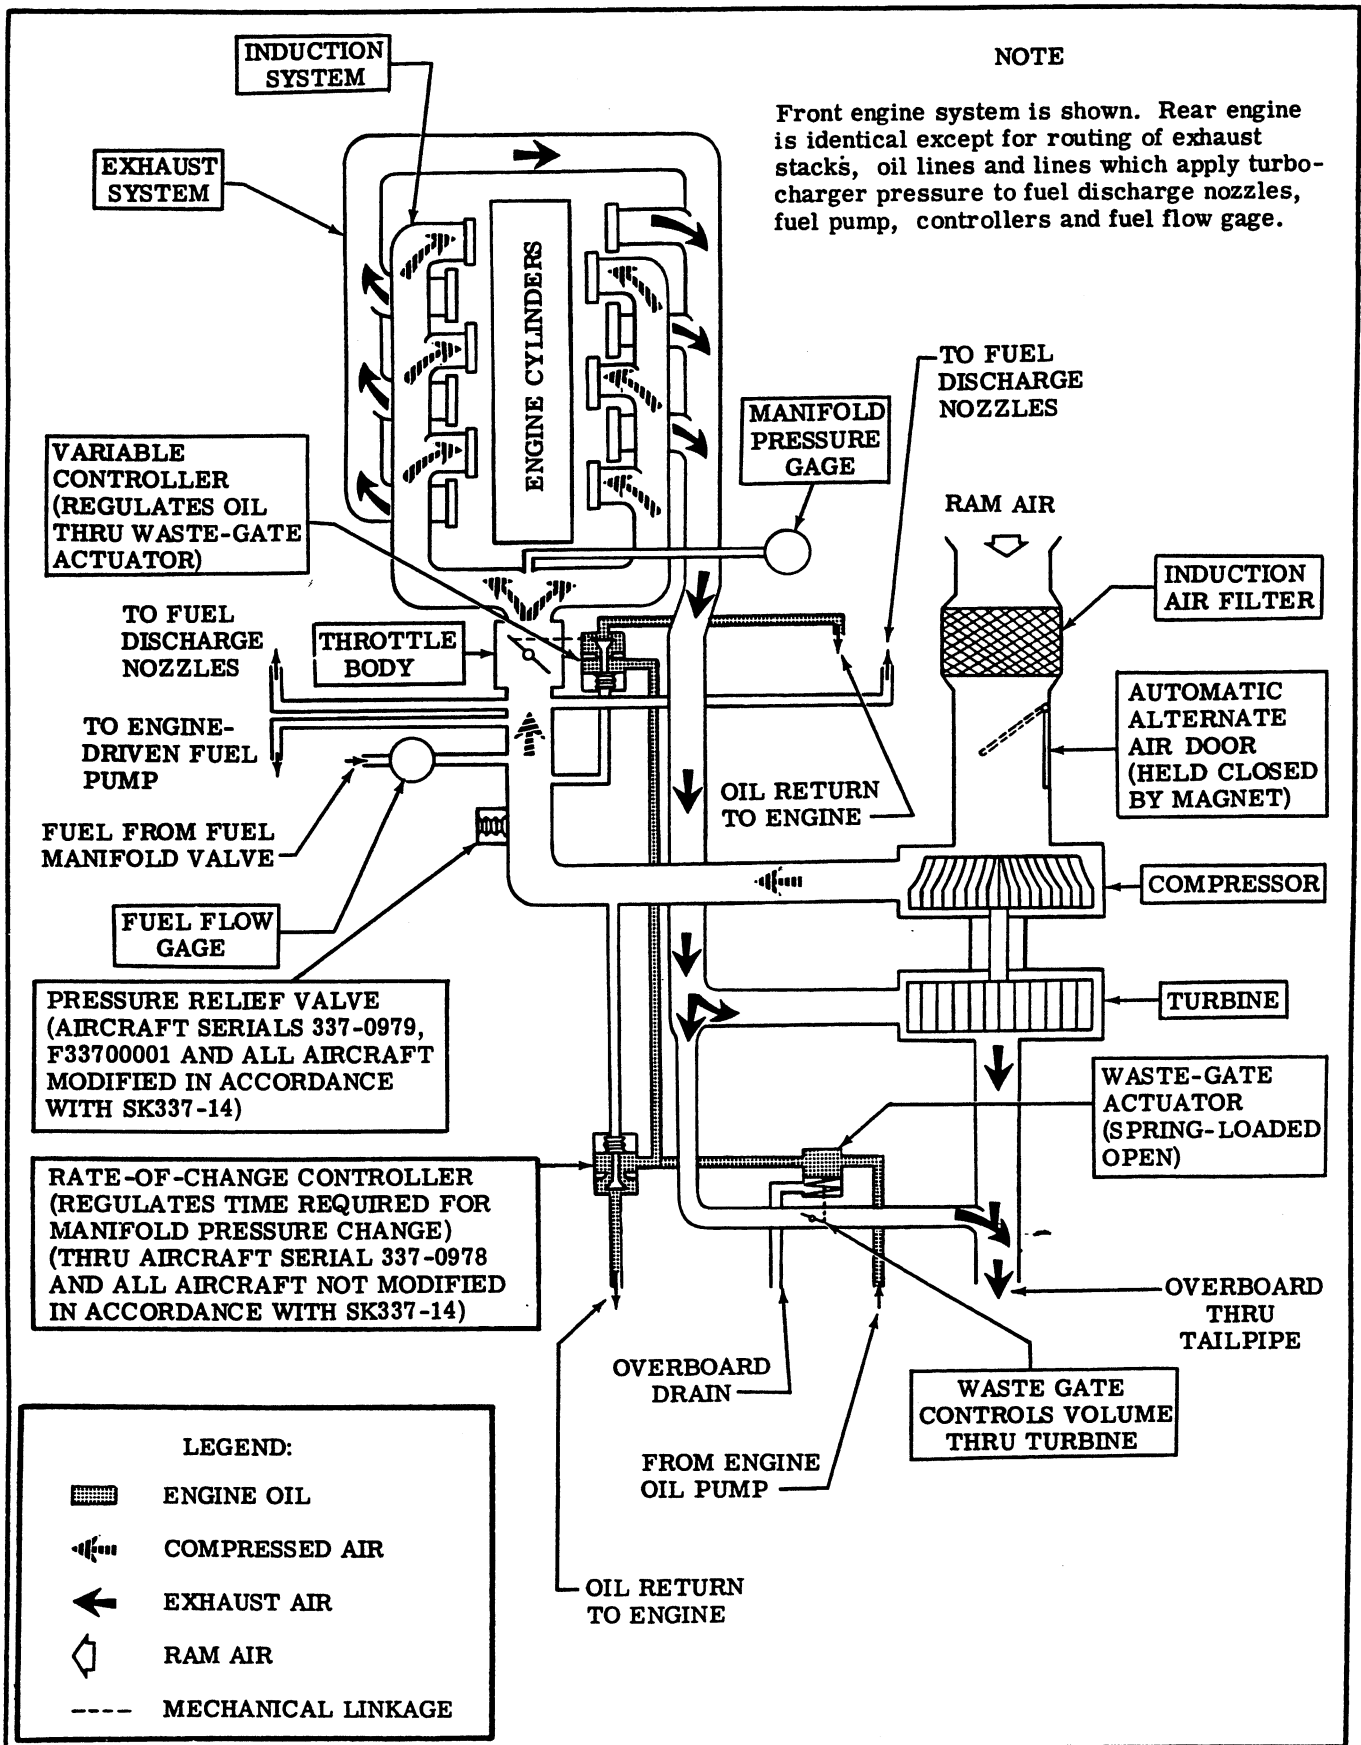 NOTE
Front engine system is shown. Rear engine
is identical except for routing of exhaust
stacks, oil lines and lines which apply turbo-
charger pressure to fuel discharge nozzles,
fuel pump, controllers and fuel flow gage.
INDUCTION
SYSTEM
EXHAUST
SYSTEM
ENGINE CYLINDERS
TO FUEL
DISCHARGE
NOZZLES
MANIFOLD
PRESSURE
GAGE
VARIABLE
CONTROLLER
(REGULATES OIL
THRU WASTE-GATE
ACTUATOR)
RAM AIR
INDUCTION
AIR FILTER
TO FUEL
DISCHARGE
NOZZLES
THROTTLE
BODY
AUTOMATIC
ALTERNATE
AIR DOOR
(HELD CLOSED
BY MAGNET)
TO ENGINE-
DRIVEN FUEL
PUMP
OIL RETURN
TO ENGINE
FUEL FROM FUEL
MANIFOLD VALVE
COMPRESSOR
FUEL FLOW
GAGE
PRESSURE RELIEF VALVE
(AIRCRAFT SERIALS 337-0979,
F33700001 AND ALL AIRCRAFT
MODIFIED IN ACCORDANCE
WITH SK337-14)
TURBINE
WASTE-GATE
ACTUATOR
(SPRING-LOADED
OPEN)
RATE-OF-CHANGE CONTROLLER
(REGULATES TIME REQUIRED FOR
MANIFOLD PRESSURE CHANGE)
(THRU AIRCRAFT SERIAL 337-0978
AND ALL AIRCRAFT NOT MODIFIED
IN ACCORDANCE WITH SK337-14)
OVERBOARD
THRU
TAILPIPE
OVERBOARD
DRAIN
WASTE GATE
CONTROLS VOLUME
THRU TURBINE
FROM ENGINE
OIL PUMP
OIL RETURN
TO ENGINE
LEGEND:
ENGINE OIL
COMPRESSED AIR
EXHAUST AIR
RAM AIR
MECHANICAL LINKAGE